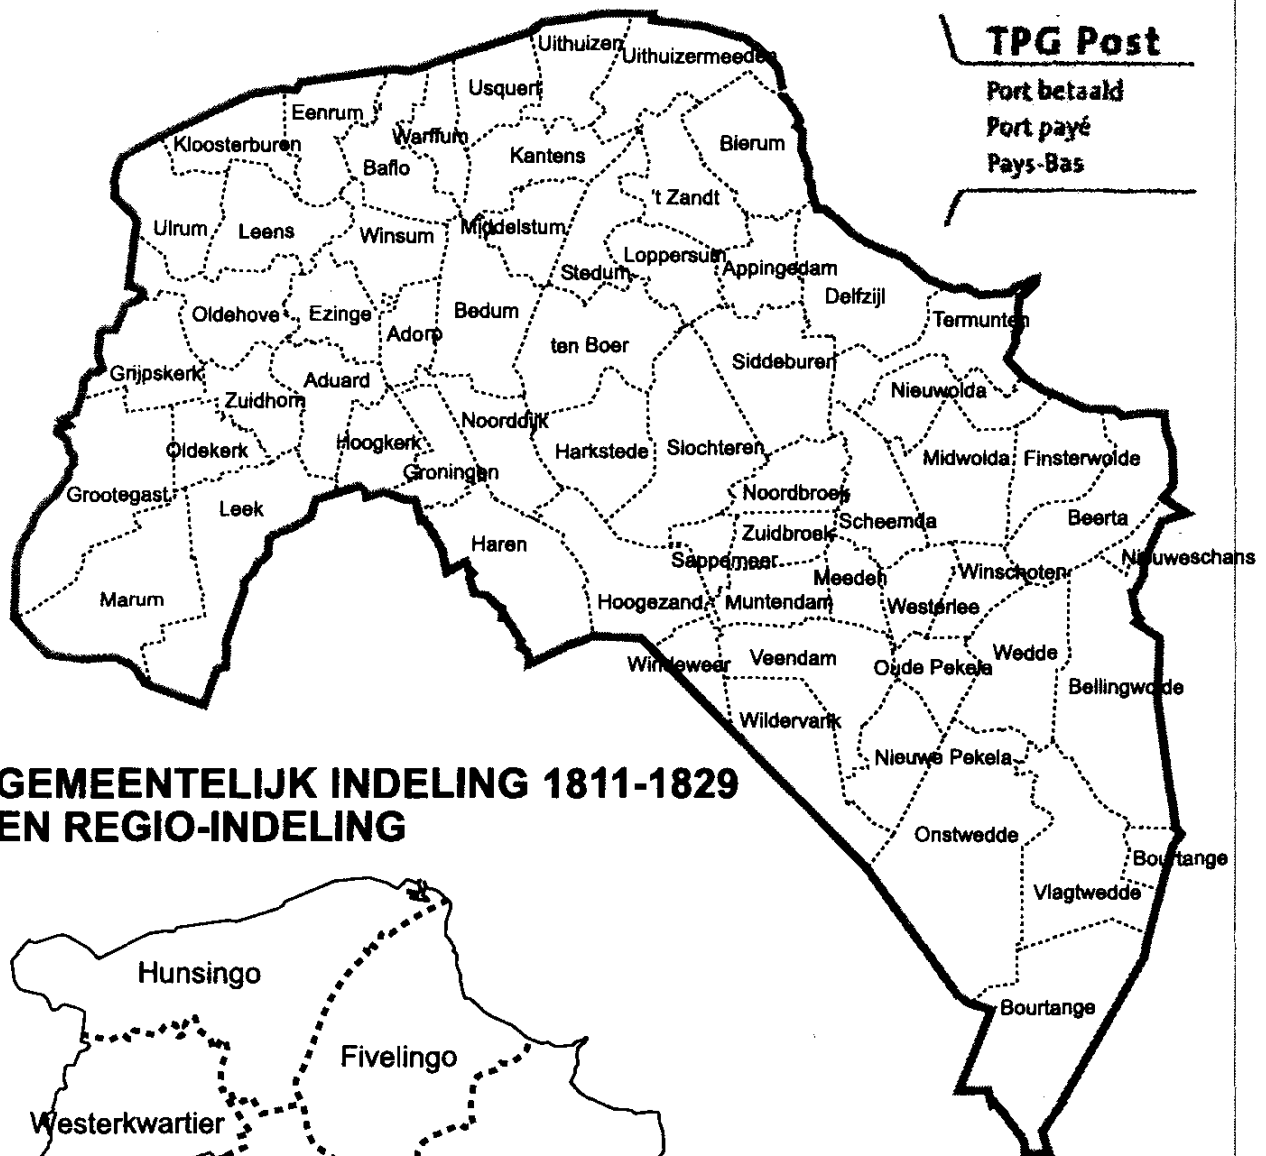 TPG Post
Port betaald
Port payé
Pays-Bas
Uithuizen
Uithuizermeeden
Usquert
Eenrum
Warffum
Kloosterburen
Baflo
Kantens
Bierum
't Zandt
Ulrum
Leens
Winsum
Middelstum
Loppersum
Stedum
Appingedam
Delfzijl
Oldehove
Ezinge
Bedum
Adorp
Termunten
ten Boer
Siddeburen
Grijpskerk
Aduard
Zuidhorn
Nieuwolda
Noorddijk
Oldekerk
Hoogkerk
Harkstede
Slochteren
Midwolda
Finsterwolde
Groningen
Grootegast
Leek
Noordbroek
Scheemda
Beerta
Zuidbroek
Haren
Sappemeer
Nieuweschans
Meeden
Winschoten
Marum
Hoogezand
Muntendam
Westerlee
Wedde
Windeweer
Veendam
Oude Pekela
Bellingwolde
Wildervank
Nieuwe Pekela
GEMEENTELIJK INDELING 1811-1829
EN REGIO-INDELING
Onstwedde
Bourtange
Vlagtwedde
Bourtange
Hunsingo
Fivelingo
Westerkwartier